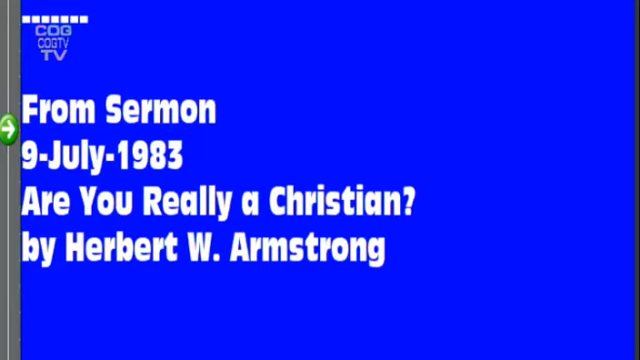 COG
COGTV
TV
From Sermon
9-July-1983
Are You Really a Christian?
by Herbert W. Armstrong